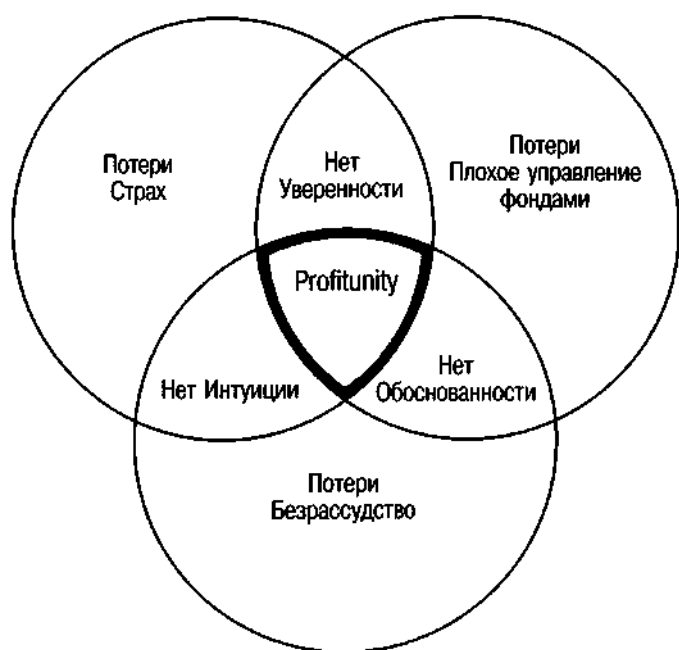 Потери
Страх
Нет
Уверенности
Потери
Плохое управление
фондами
Profitunity
Нет Интуиции
Нет
Обоснованности
Потери
Безрассудство